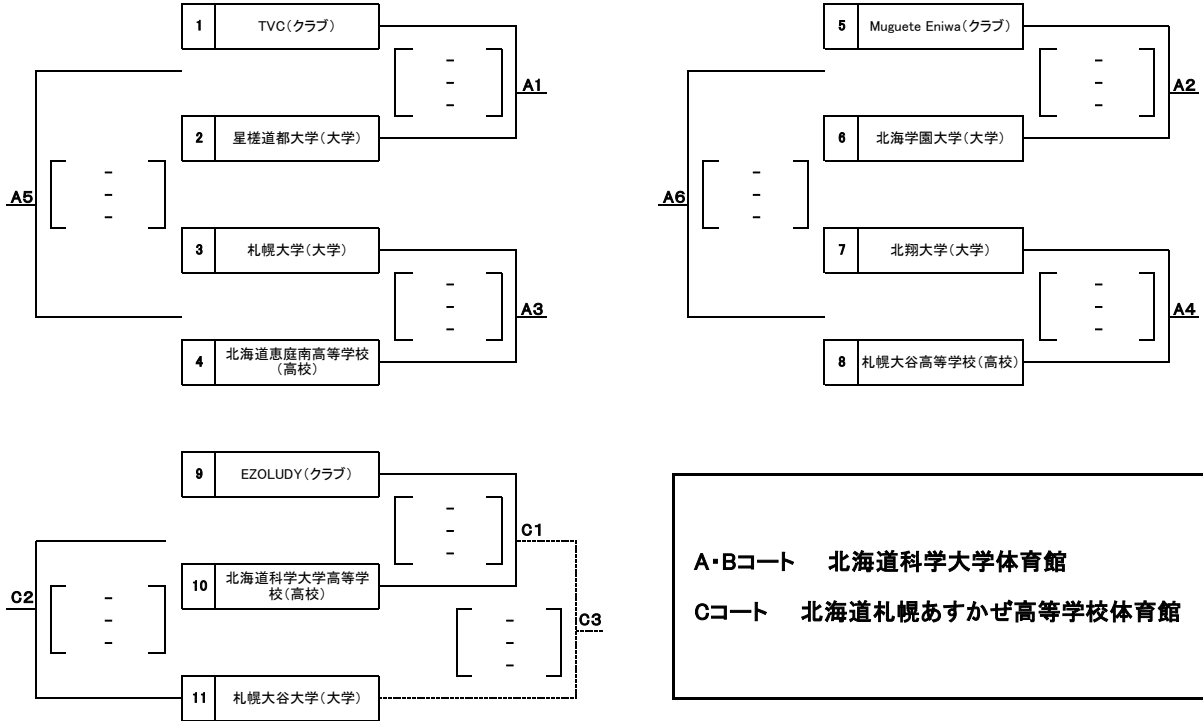 1 TVC(クラブ)
- 
- 
- 
A1
2 星槎道都大学(大学)
- 
- 
- 
A5
3 札幌大学(大学)
- 
- 
- 
A3
4 北海道恵庭南高等学校
(高校)
5 Muguete Eniwa(クラブ)
- 
- 
- 
A2
6 北海学園大学(大学)
- 
- 
- 
A6
7 北翔大学(大学)
- 
- 
- 
A4
8 札幌大谷高等学校(高校)
9 EZOLUDY(クラブ)
- 
- 
- 
C1
10 北海道科学大学高等学
校(高校)
- 
- 
- 
C2
- 
- 
- 
C3
11 札幌大谷大学(大学)
A・Bコート 北海道科学大学体育館
Cコート 北海道札幌あすかぜ高等学校体育館